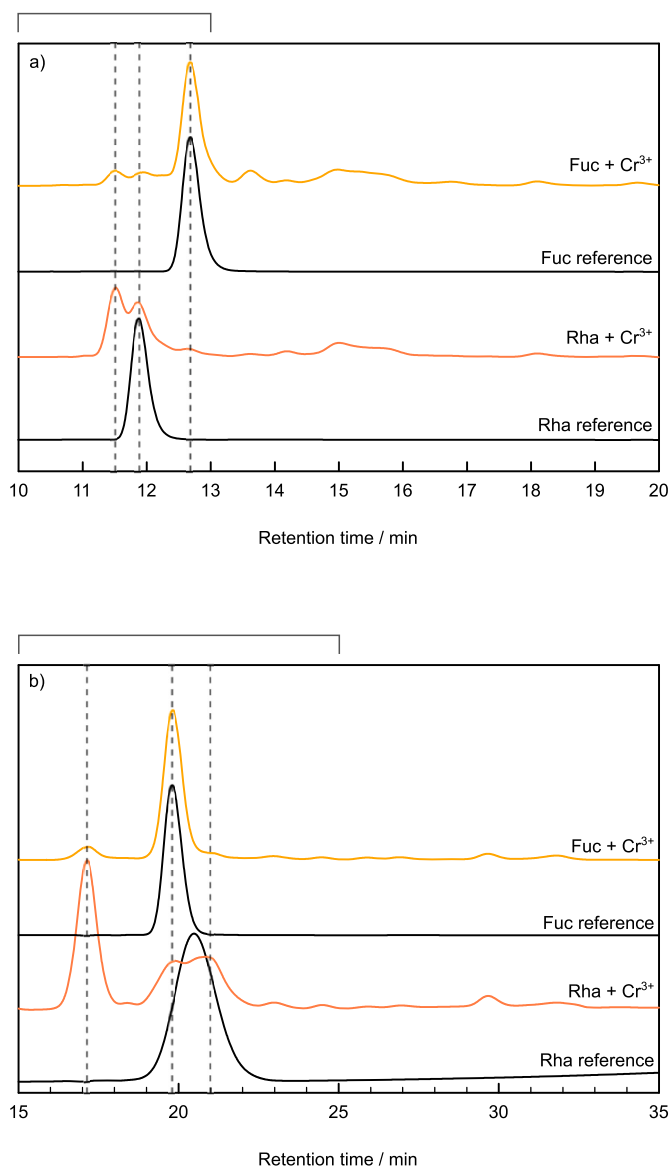 a)
Fuc + Cr³⁺
Fuc reference
Rha + Cr³⁺
Rha reference
10 11 12 13 14 15 16 17 18 19 20
Retention time / min
b)
Fuc + Cr³⁺
Fuc reference
Rha + Cr³⁺
Rha reference
15 20 25 30 35
Retention time / min